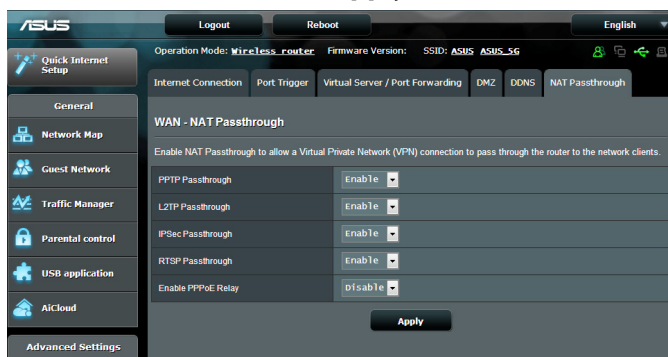 ASUS
Logout
Reboot
English
Operation Mode: Wireless router Firmware Version: SSID: ASUS ASUS_5G
Quick Internet
Setup
Internet Connection
Port Trigger
Virtual Server / Port Forwarding
DMZ
DDNS
NAT Passthrough
General
Network Map
Guest Network
Traffic Manager
Parental control
USB application
AiCloud
Advanced Settings
WAN - NAT Passthrough
Enable NAT Passthrough to allow a Virtual Private Network (VPN) connection to pass through the router to the network clients.
PPTP Passthrough Enable
L2TP Passthrough Enable
IPSec Passthrough Enable
RTSP Passthrough Enable
Enable PPPoE Relay Disable
Apply